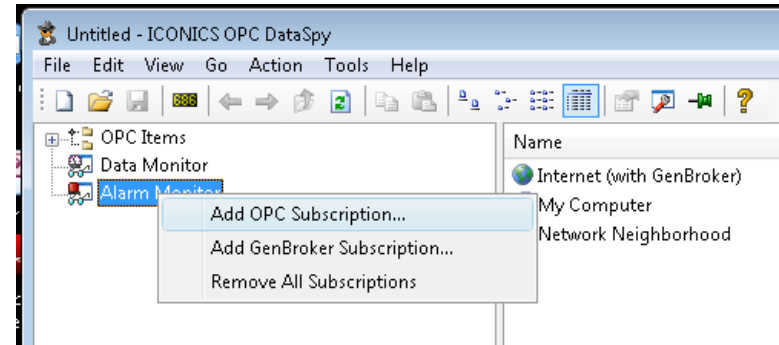 Untitled - ICONICS OPC DataSpy
File Edit View Go Action Tools Help
686
?
OPC Items
Data Monitor
Alarm Monitor
Add OPC Subscription...
Add GenBroker Subscription...
Remove All Subscriptions
Name
Internet (with GenBroker)
My Computer
Network Neighborhood